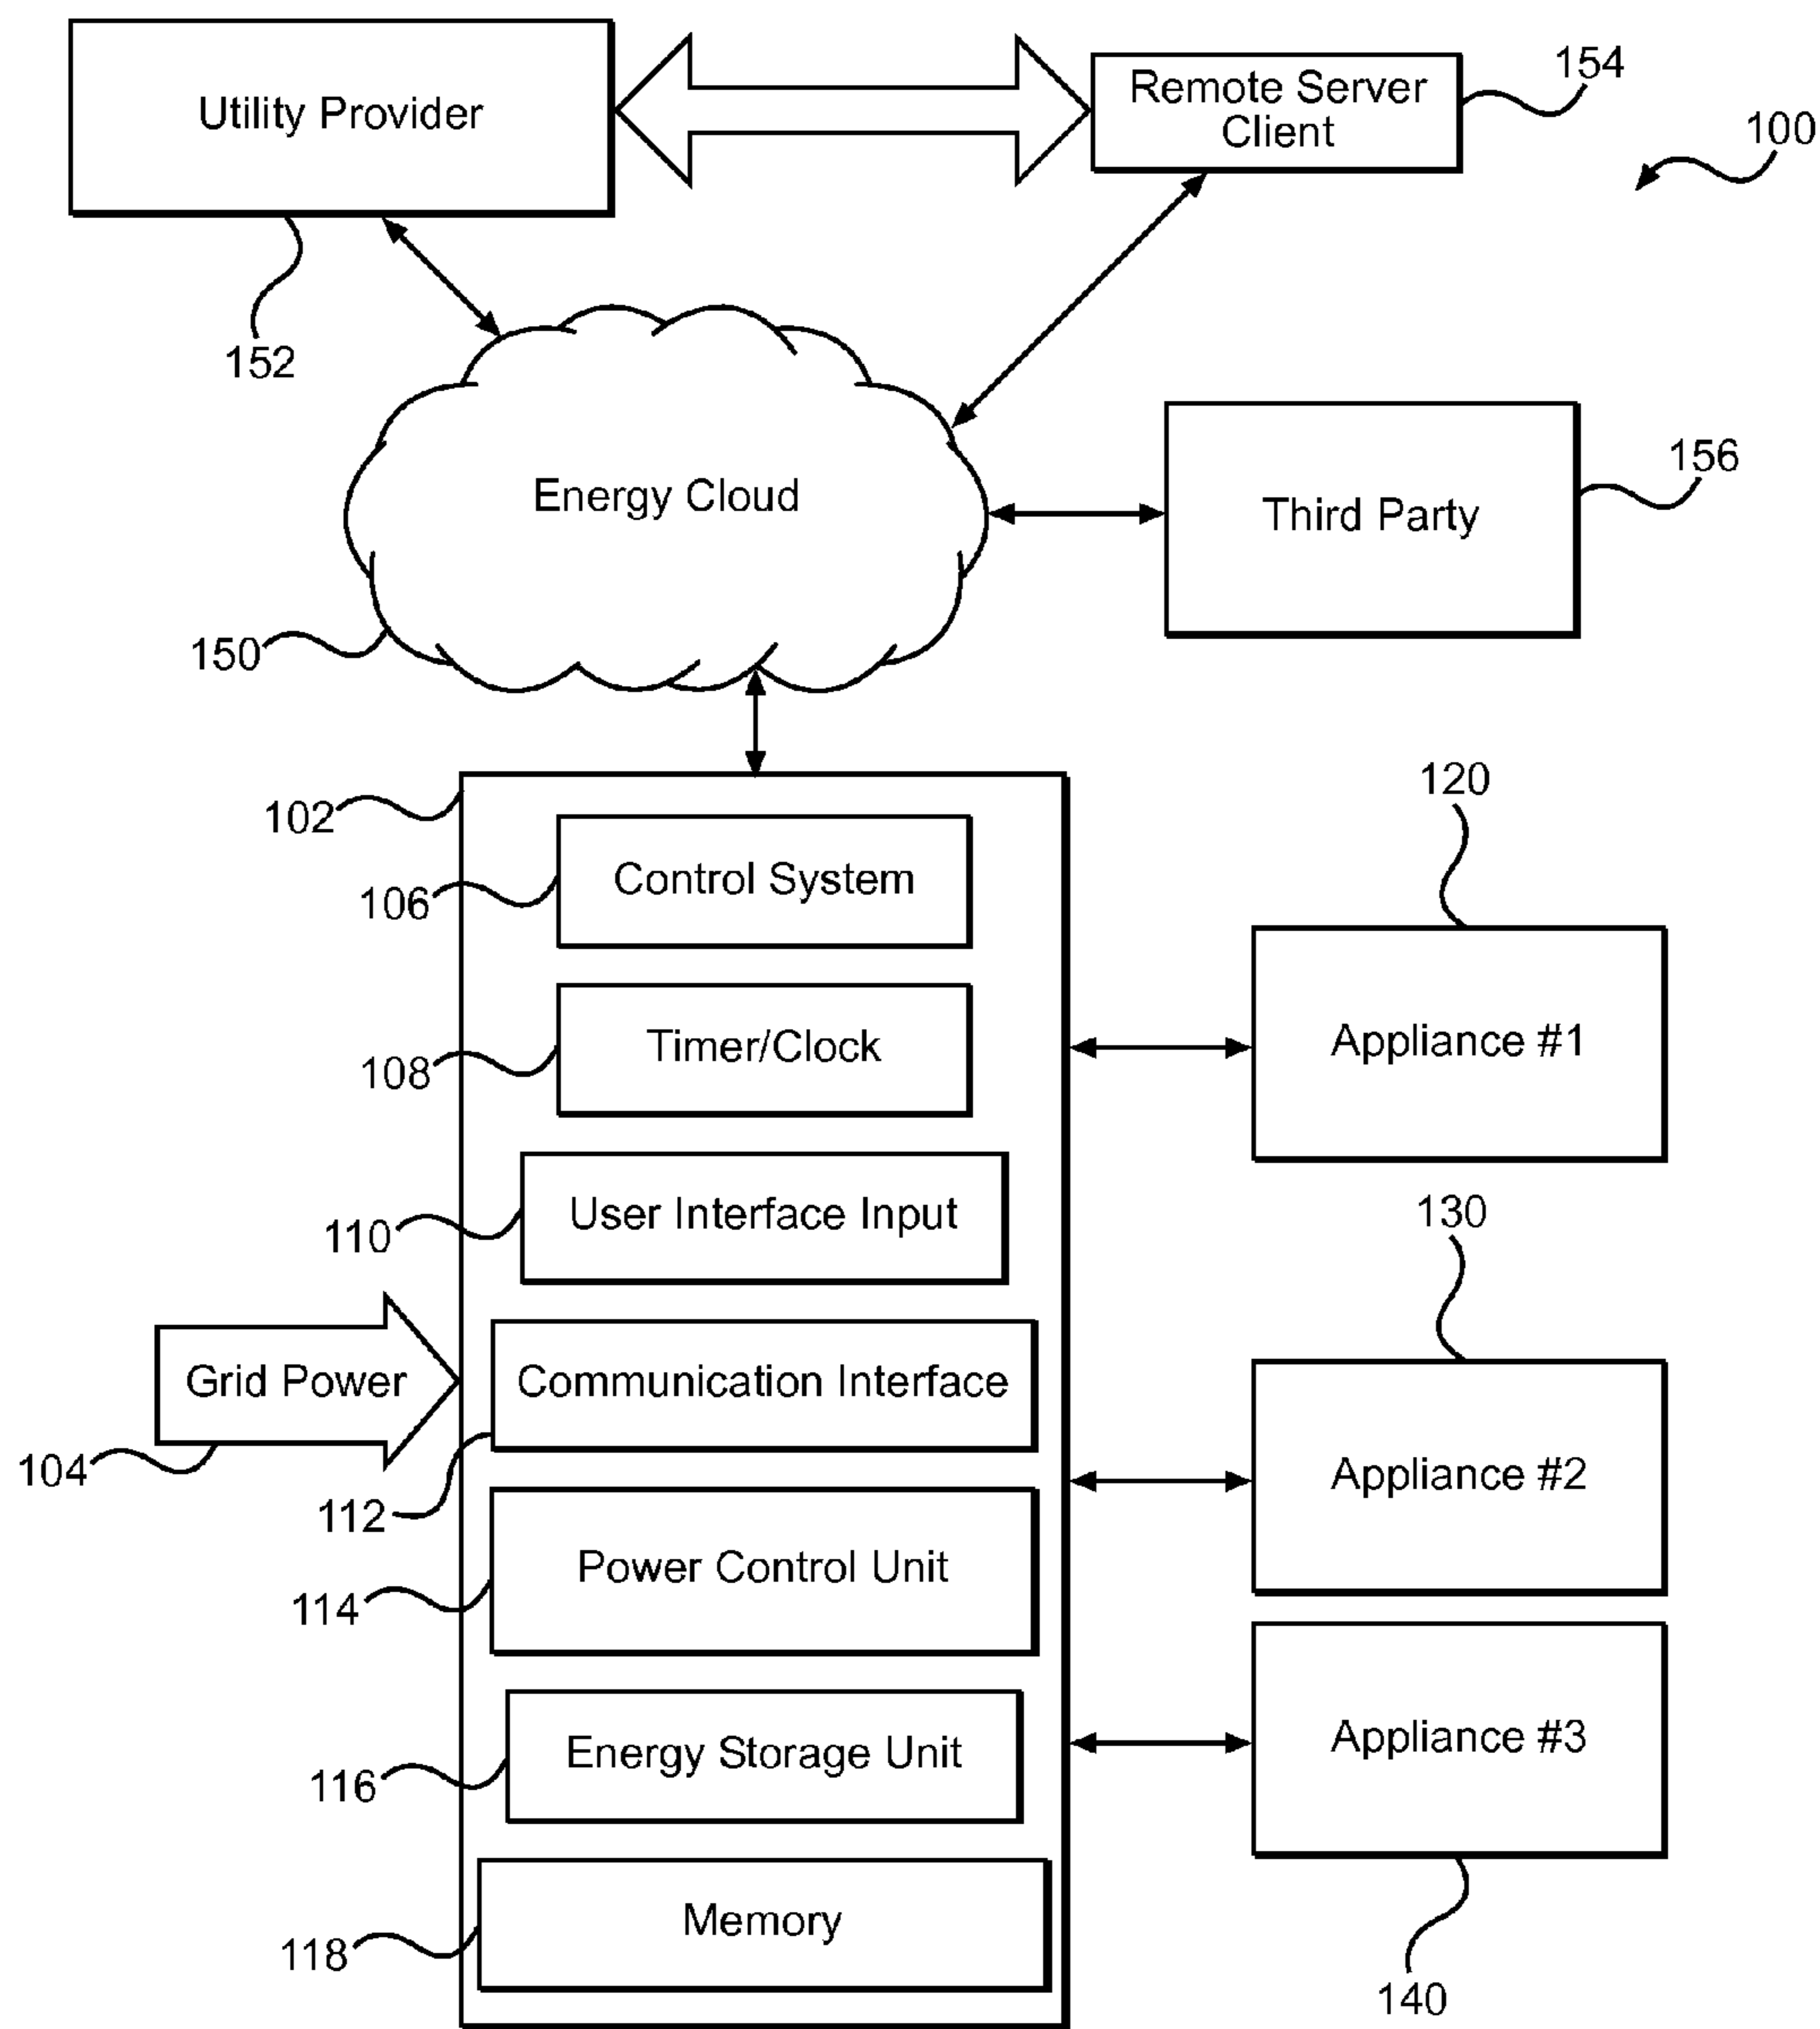 Utility Provider
Remote Server
Client
154
100
152
Energy Cloud
156
Third Party
150
102
120
Control System
106
Timer/Clock
108
Appliance #1
User Interface Input
110
130
Grid Power
Communication Interface
104
112
Appliance #2
Power Control Unit
114
Energy Storage Unit
116
Appliance #3
Memory
118
140